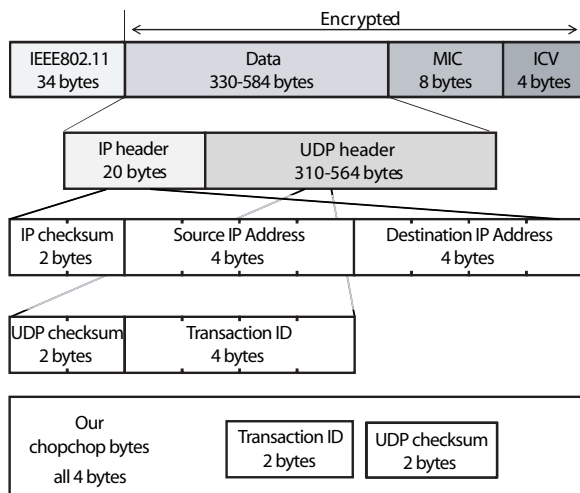 Encrypted
IEEE802.11 Data MIC ICV
34 bytes 330-584 bytes 8 bytes 4 bytes
IP header UDP header
20 bytes 310-564 bytes
IP checksum Source IP Address Destination IP Address
2 bytes 4 bytes 4 bytes
UDP checksum Transaction ID
2 bytes 4 bytes
Our
chopchop bytes
all 4 bytes
Transaction ID UDP checksum
2 bytes 2 bytes